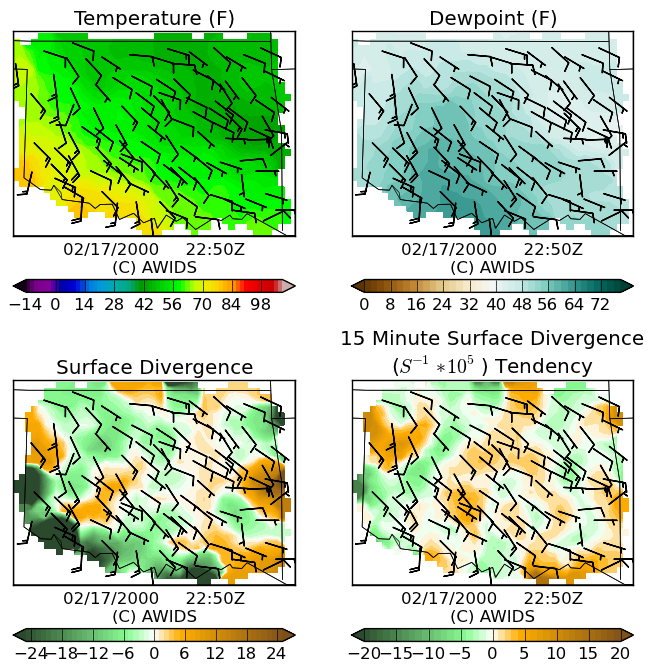 Temperature (F)
Dewpoint (F)
02/17/2000 22:50Z
(C) AWIDS
02/17/2000 22:50Z
(C) AWIDS
−14 0 14 28 42 56 70 84 98
0 8 16 24 32 40 48 56 64 72
Surface Divergence
15 Minute Surface Divergence
(S⁻¹ *10⁵ ) Tendency
02/17/2000 22:50Z
(C) AWIDS
02/17/2000 22:50Z
(C) AWIDS
−24 −18 −12 −6 0 6 12 18 24
−20 −15 −10 −5 0 5 10 15 20